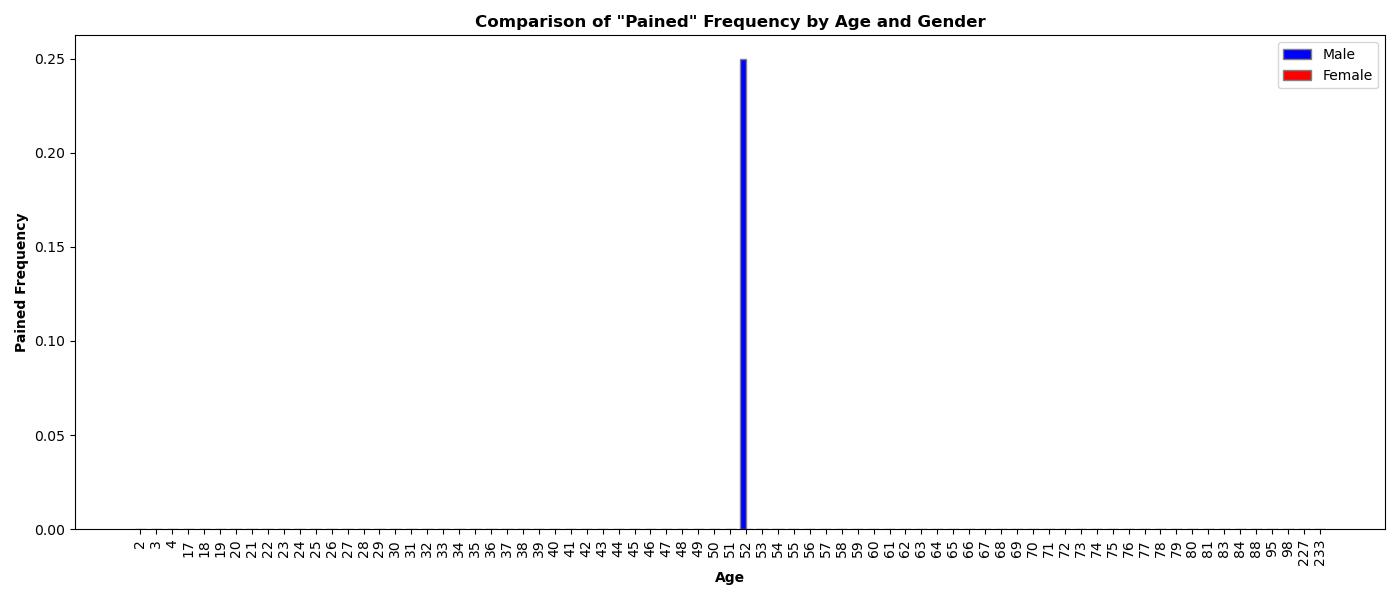 Comparison of "Pained" Frequency by Age and Gender
Male
Female
0.25
0.20
0.15
0.10
0.05
0.00
Pained Frequency
2 3 4 17 18 19 20 21 22 23 24 25 26 27 28 29 30 31 32 33 34 35 36 37 38 39 40 41 42 43 44 45 46 47 48 49 50 51 52 53 54 55 56 57 58 59 60 61 62 63 64 65 66 67 68 69 70 71 72 73 74 75 76 77 78 79 80 81 83 84 88 95 98 227 233
Age